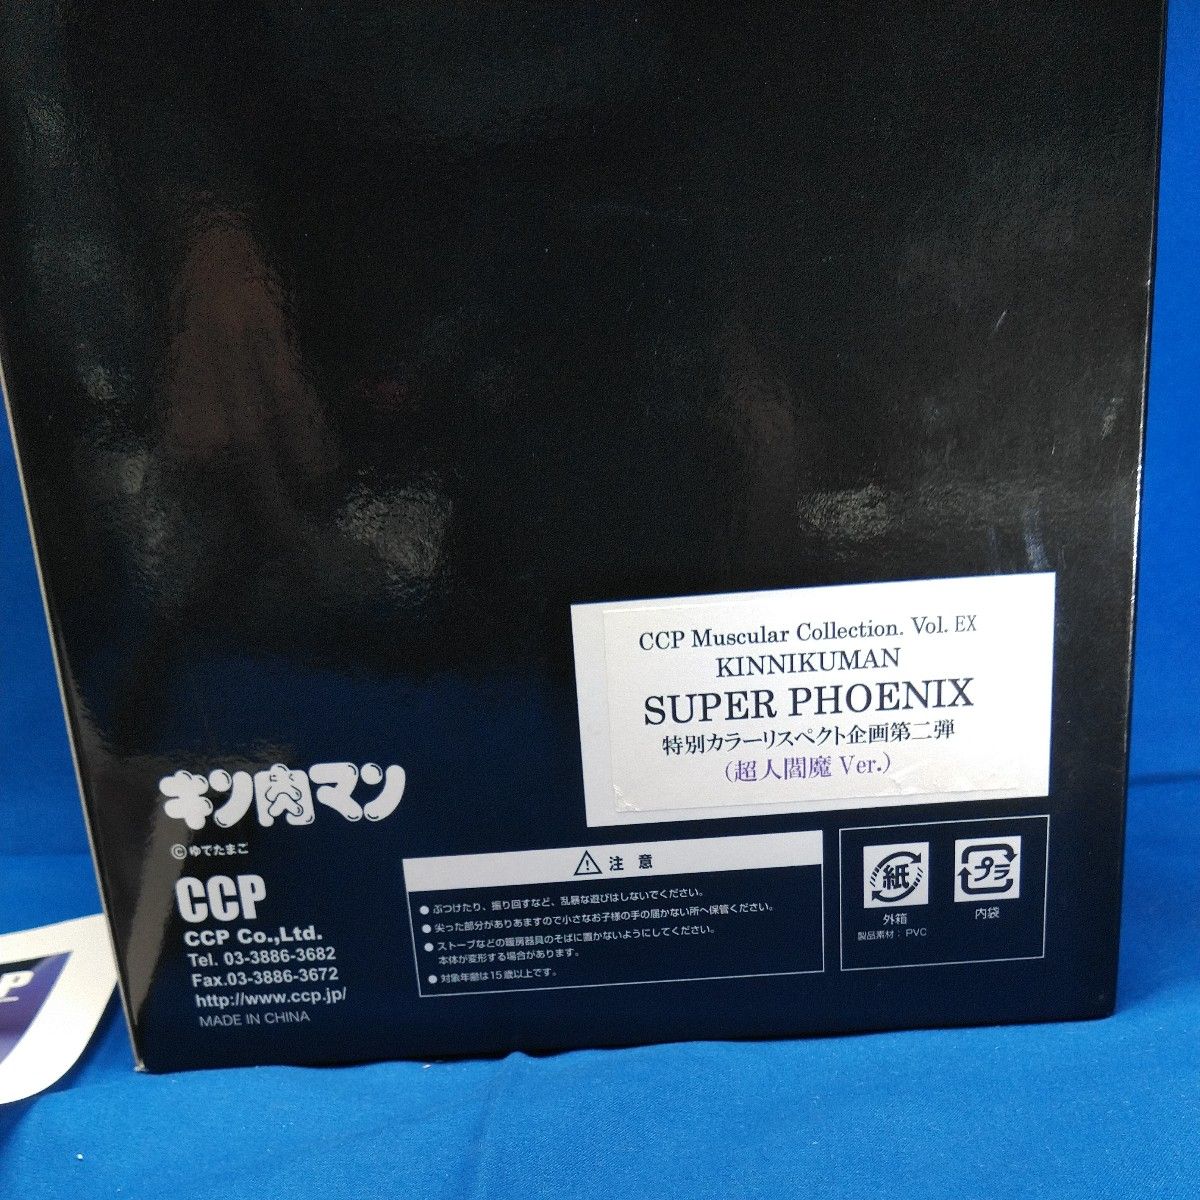 CCP Muscular Collection. Vol. EX
KINNIKUMAN
SUPER PHOENIX
特別カラーリスペクト企画第二弾
(超人閻魔 Ver.)
キン肉マン
©ゆでたまご
CCP
CCP Co.,Ltd.
Tel. 03-3886-3682
Fax.03-3886-3672
http://www.ccp.jp/
MADE IN CHINA
注意
● ぶつけたり、振り回すなど、乱暴な遊びはしないでください。
● 尖った部分がありあますので小さなお子様の手の届かない所へ保管ください。
● ストーブなどの暖房器具のそばに置かないようにしてください。
本体が変形する場合があります。
● 対象年齢は15歳以上です。
紙
プラ
外箱
内袋
製品素材：PVC
P